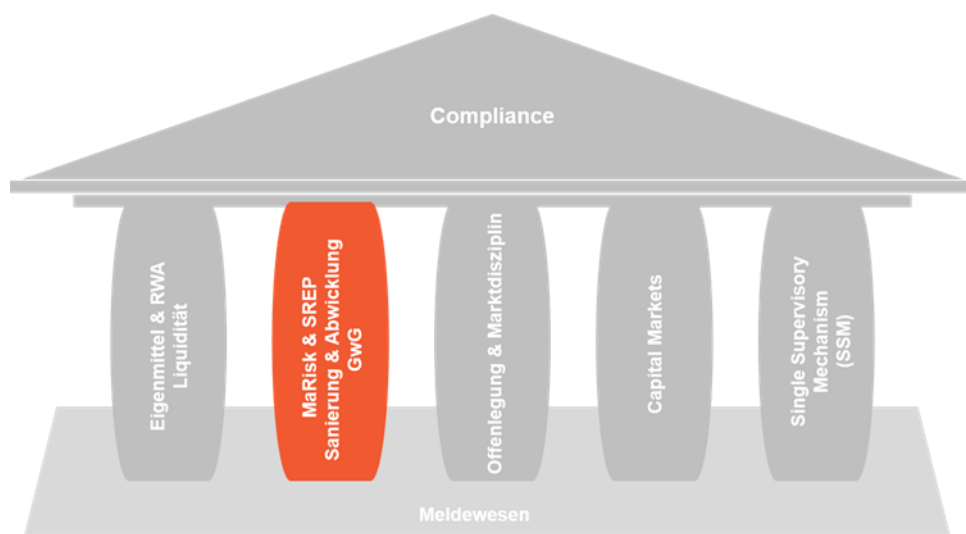 Compliance
Eigenmittel & RWA
Liquidität
MaRisk & SREP
Sanierung & Abwicklung
GwG
Offenlegung & Marktdisziplin
Capital Markets
Single Supervisory
Mechanism
(SSM)
Meldewesen